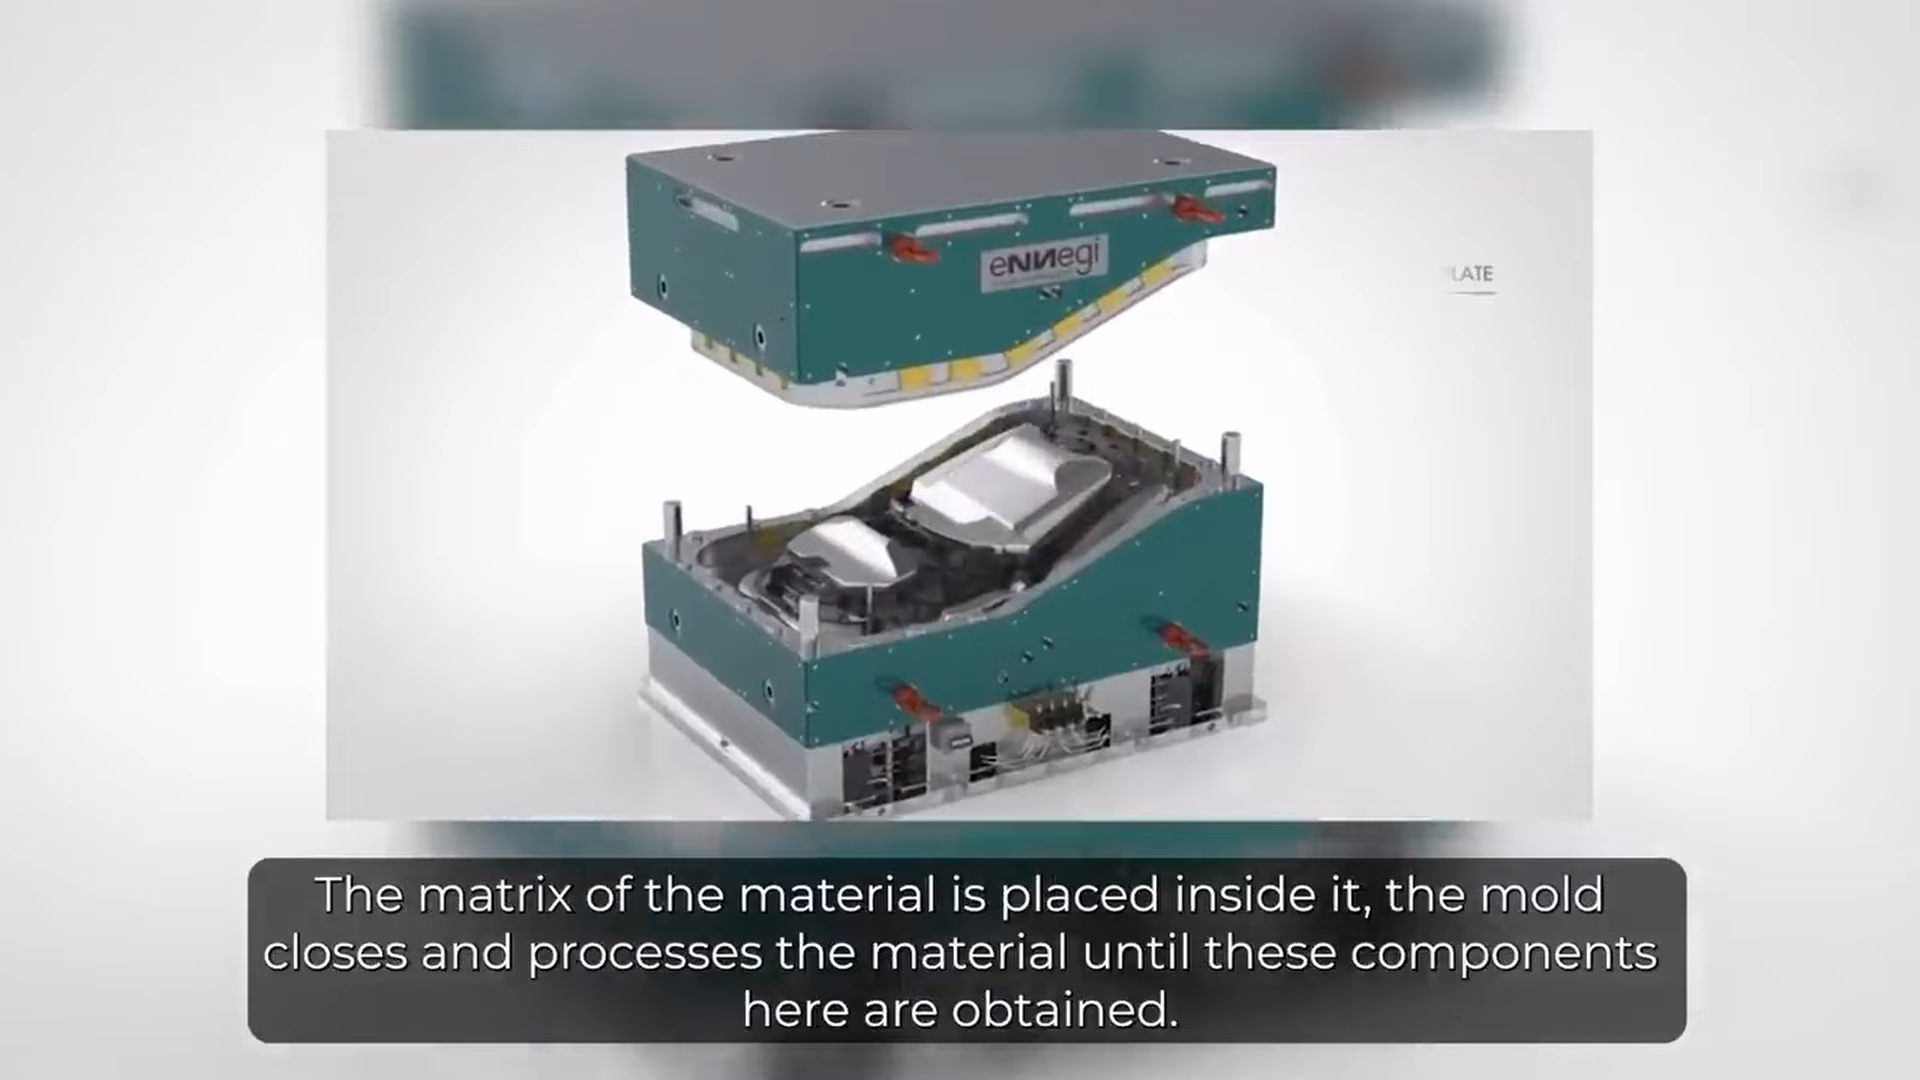 eNNegi
LATE
The matrix of the material is placed inside it, the mold
closes and processes the material until these components
here are obtained.